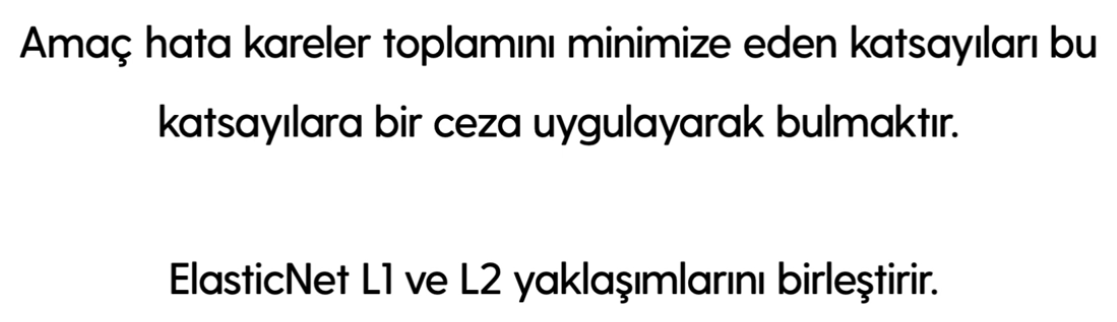 Amaç hata kareler toplamını minimize eden katsayıları bu
katsayılara bir ceza uygulayarak bulmaktır.
ElasticNet L1 ve L2 yaklaşımlarını birleştirir.